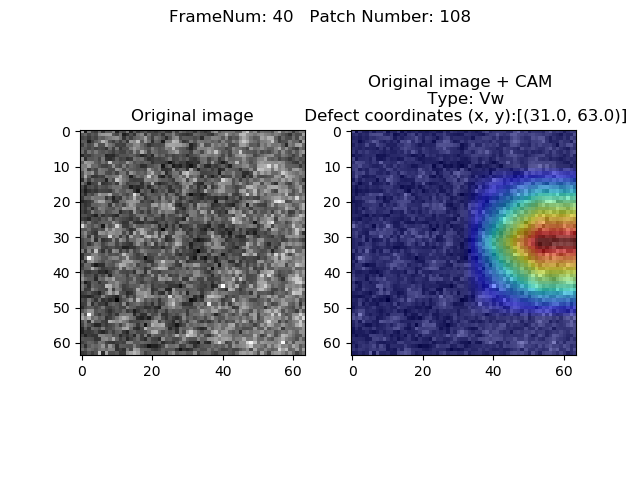 FrameNum: 40   Patch Number: 108
Original image
0
10
20
30
40
50
60
0 20 40 60
Original image + CAM
Type: Vw
Defect coordinates (x, y):[(31.0, 63.0)]
0
10
20
30
40
50
60
0 20 40 60